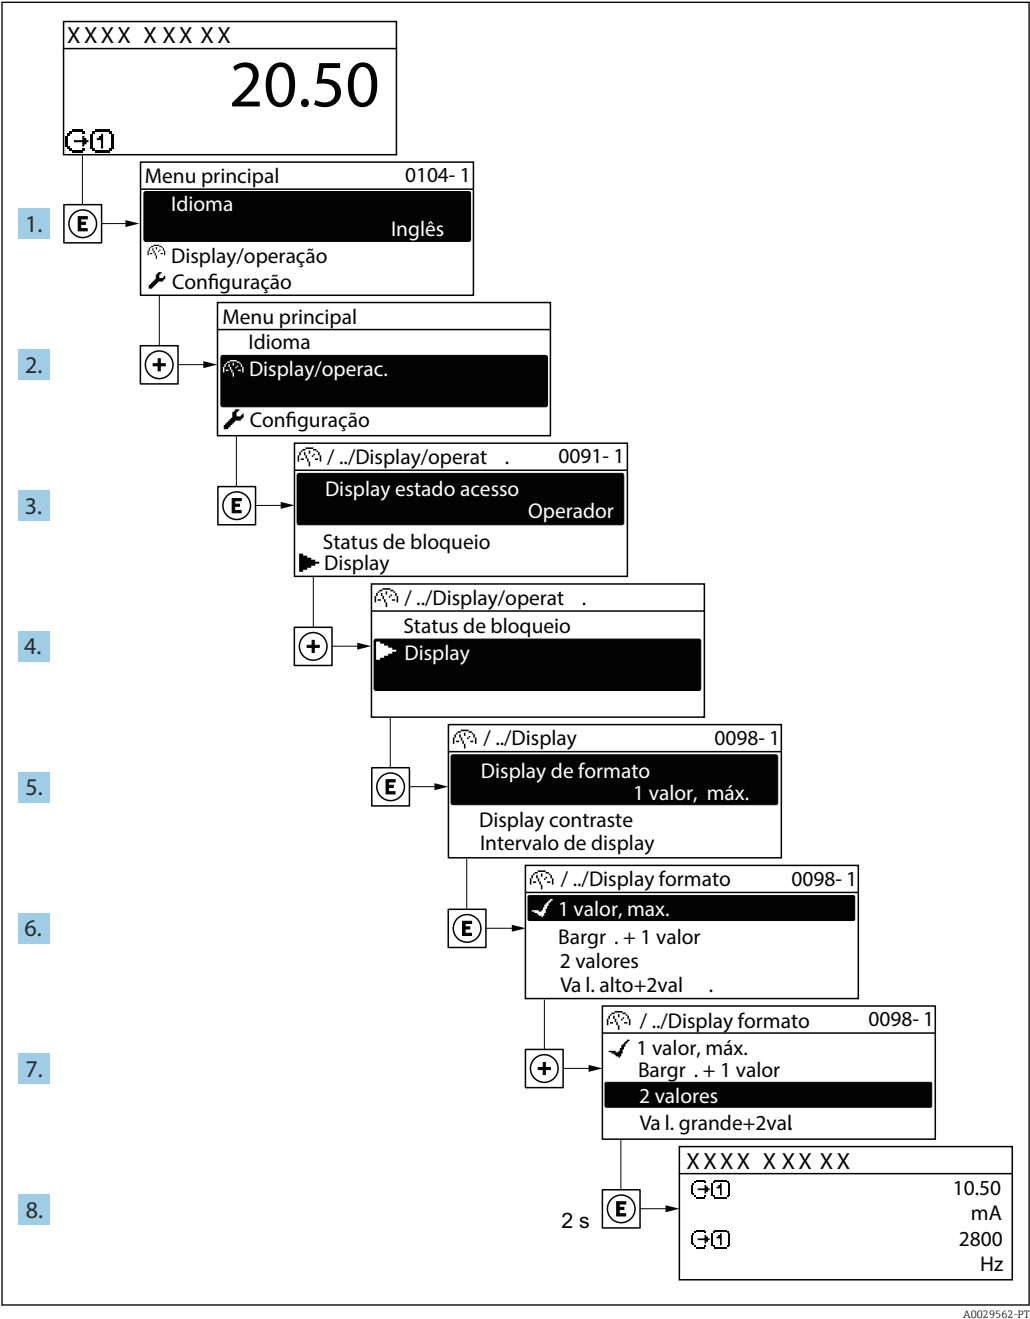 XXXX XXX XX
20.50
1
Menu principal 0104-1
Idioma
Inglês
1. E
Display/operação
Configuração
Menu principal
Idioma
2. +
Display/operac.
Configuração
/ ../Display/operat .   0091-1
Display estado acesso
3. E
Operador
Status de bloqueio
Display
/ ../Display/operat .
Status de bloqueio
4. +
Display
/ ../Display 0098-1
Display de formato
5. E
1 valor, máx.
Display contraste
Intervalo de display
/ ../Display formato 0098-1
1 valor, max.
6. E
Bargr . + 1 valor
2 valores
Va l. alto+2val .
/ ../Display formato 0098-1
1 valor, máx.
7. +
Bargr . + 1 valor
2 valores
Va l. grande+2val.
XXXX XXX XX
1 10.50
8. 2 s E
mA
1 2800
Hz
A0029562-PT